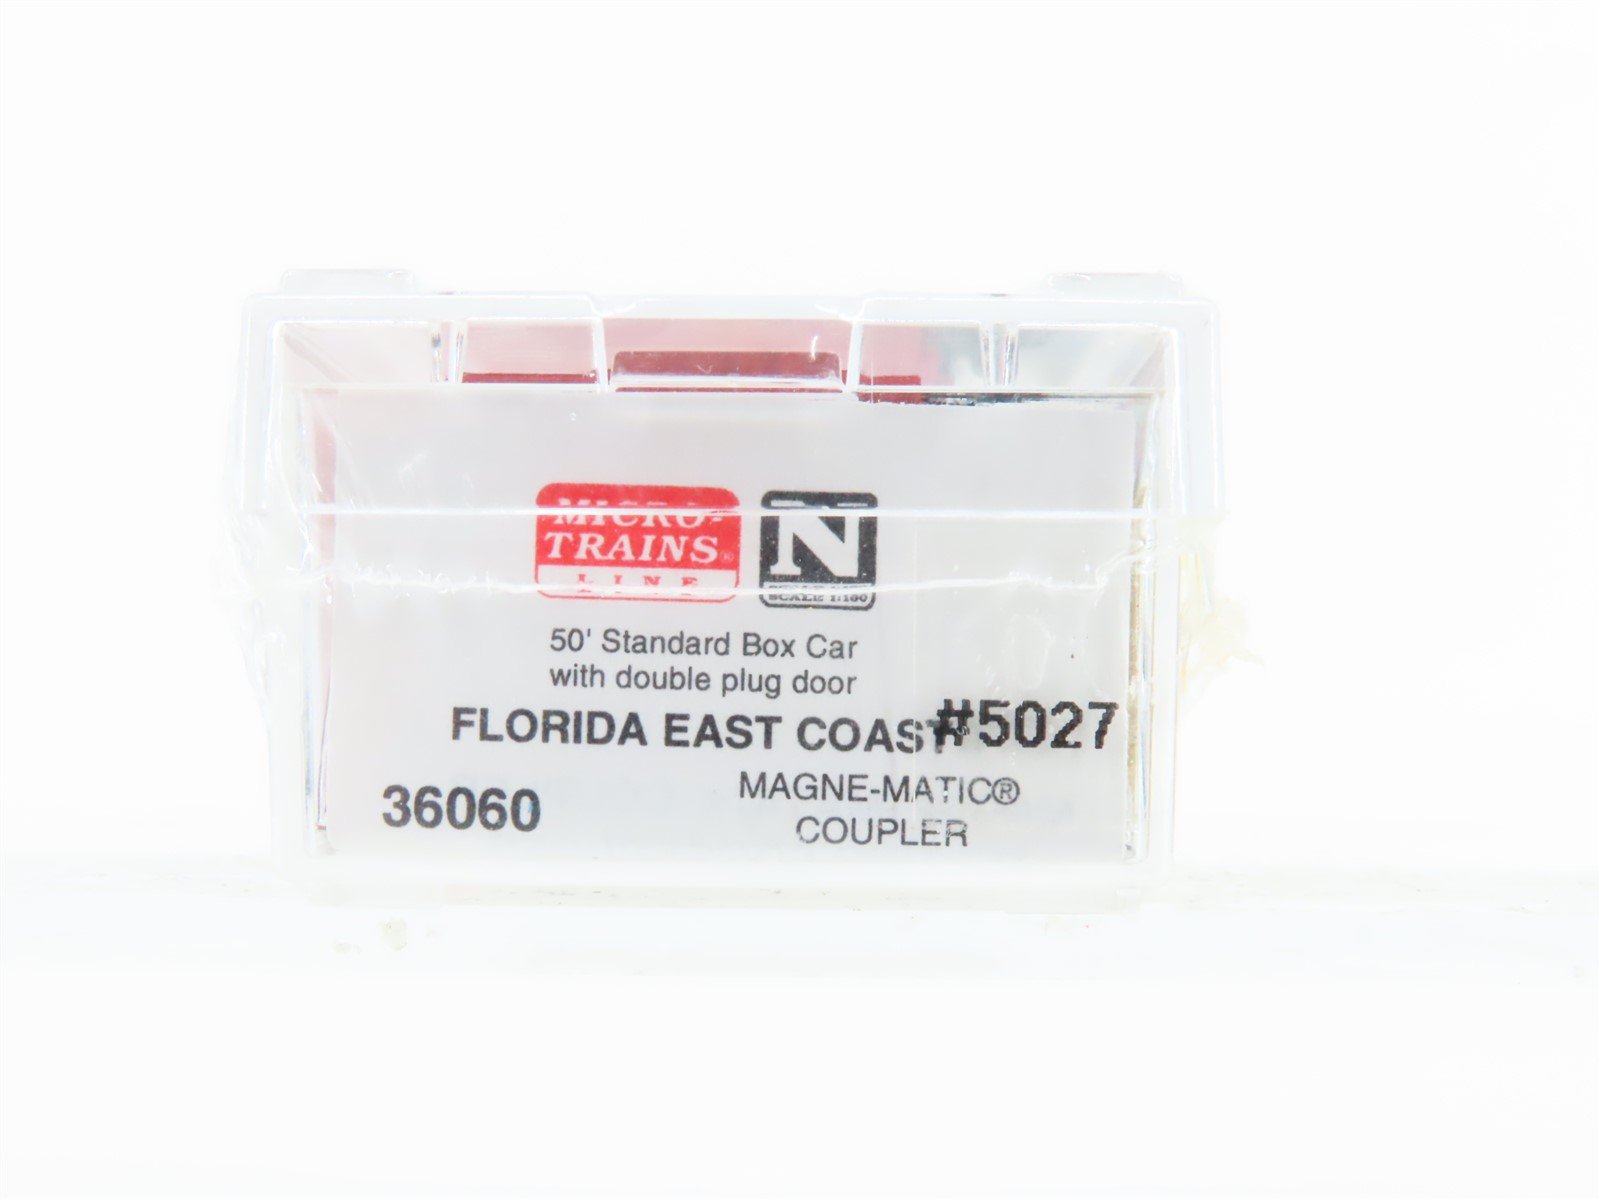 MICRO-
TRAINS®
LINE
N
SCALE 1:160
50' Standard Box Car
with double plug door
FLORIDA EAST COAST #5027
36060
MAGNE-MATIC®
COUPLER